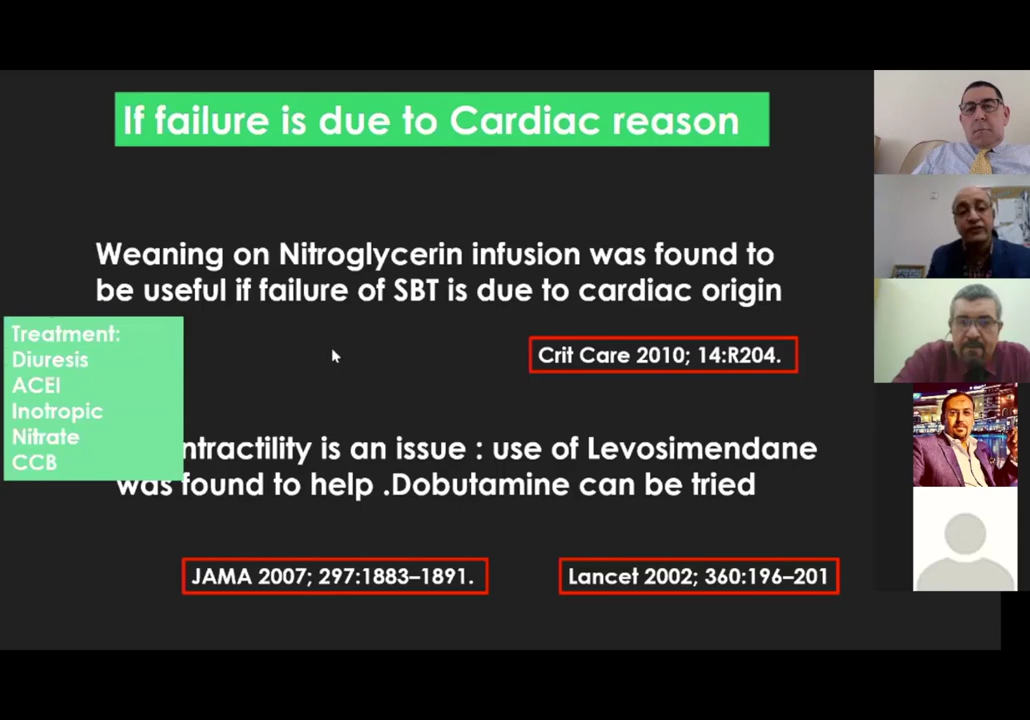 If failure is due to Cardiac reason
Weaning on Nitroglycerin infusion was found to
be useful if failure of SBT is due to cardiac origin
Crit Care 2010; 14:R204.
Treatment:
Diuresis
ACEI
Inotropic
Nitrate
CCB
ntractility is an issue : use of Levosimendane
was found to help .Dobutamine can be tried
JAMA 2007; 297:1883–1891.
Lancet 2002; 360:196–201